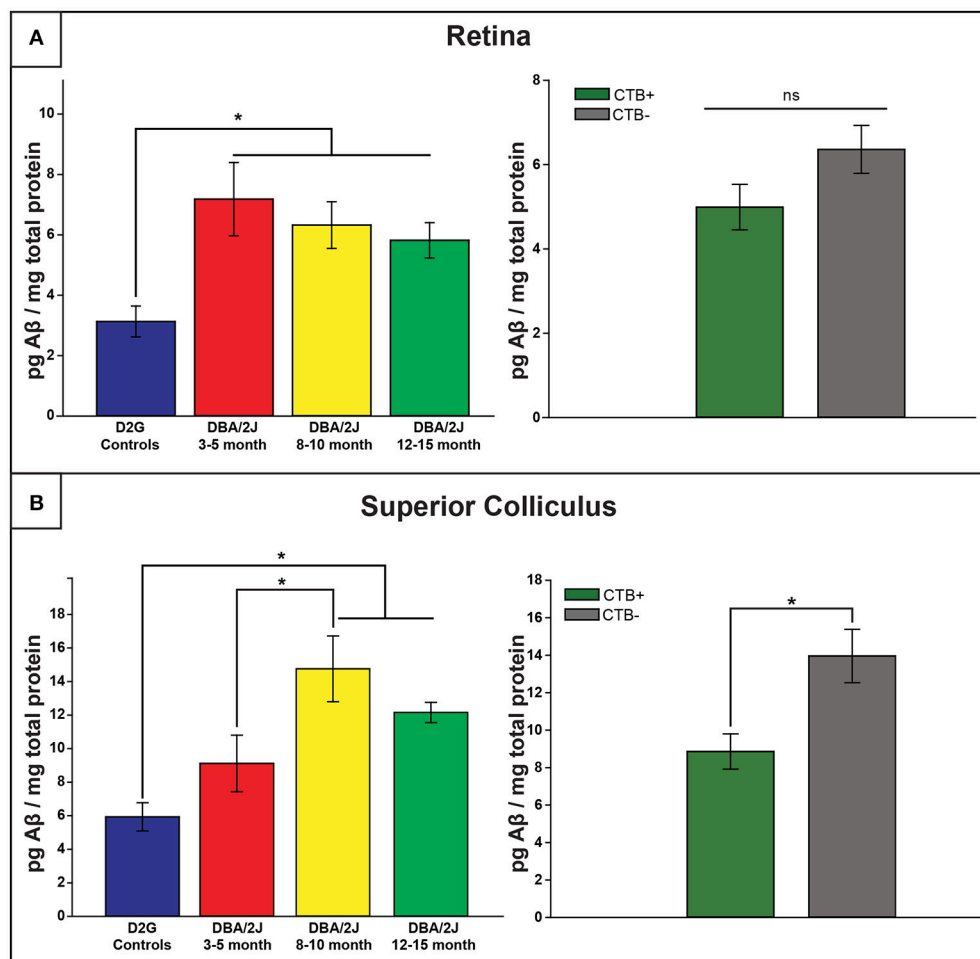 A
Retina
pg Aβ / mg total protein
10
8
6
4
2
0
*
D2G
Controls
DBA/2J
3-5 month
DBA/2J
8-10 month
DBA/2J
12-15 month
pg Aβ / mg total protein
8
6
4
2
0
CTB+
CTB-
ns
B
Superior Colliculus
pg Aβ / mg total protein
18
16
14
12
10
8
6
4
2
0
*
*
D2G
Controls
DBA/2J
3-5 month
DBA/2J
8-10 month
DBA/2J
12-15 month
pg Aβ / mg total protein
18
16
14
12
10
8
6
4
2
0
CTB+
CTB-
*